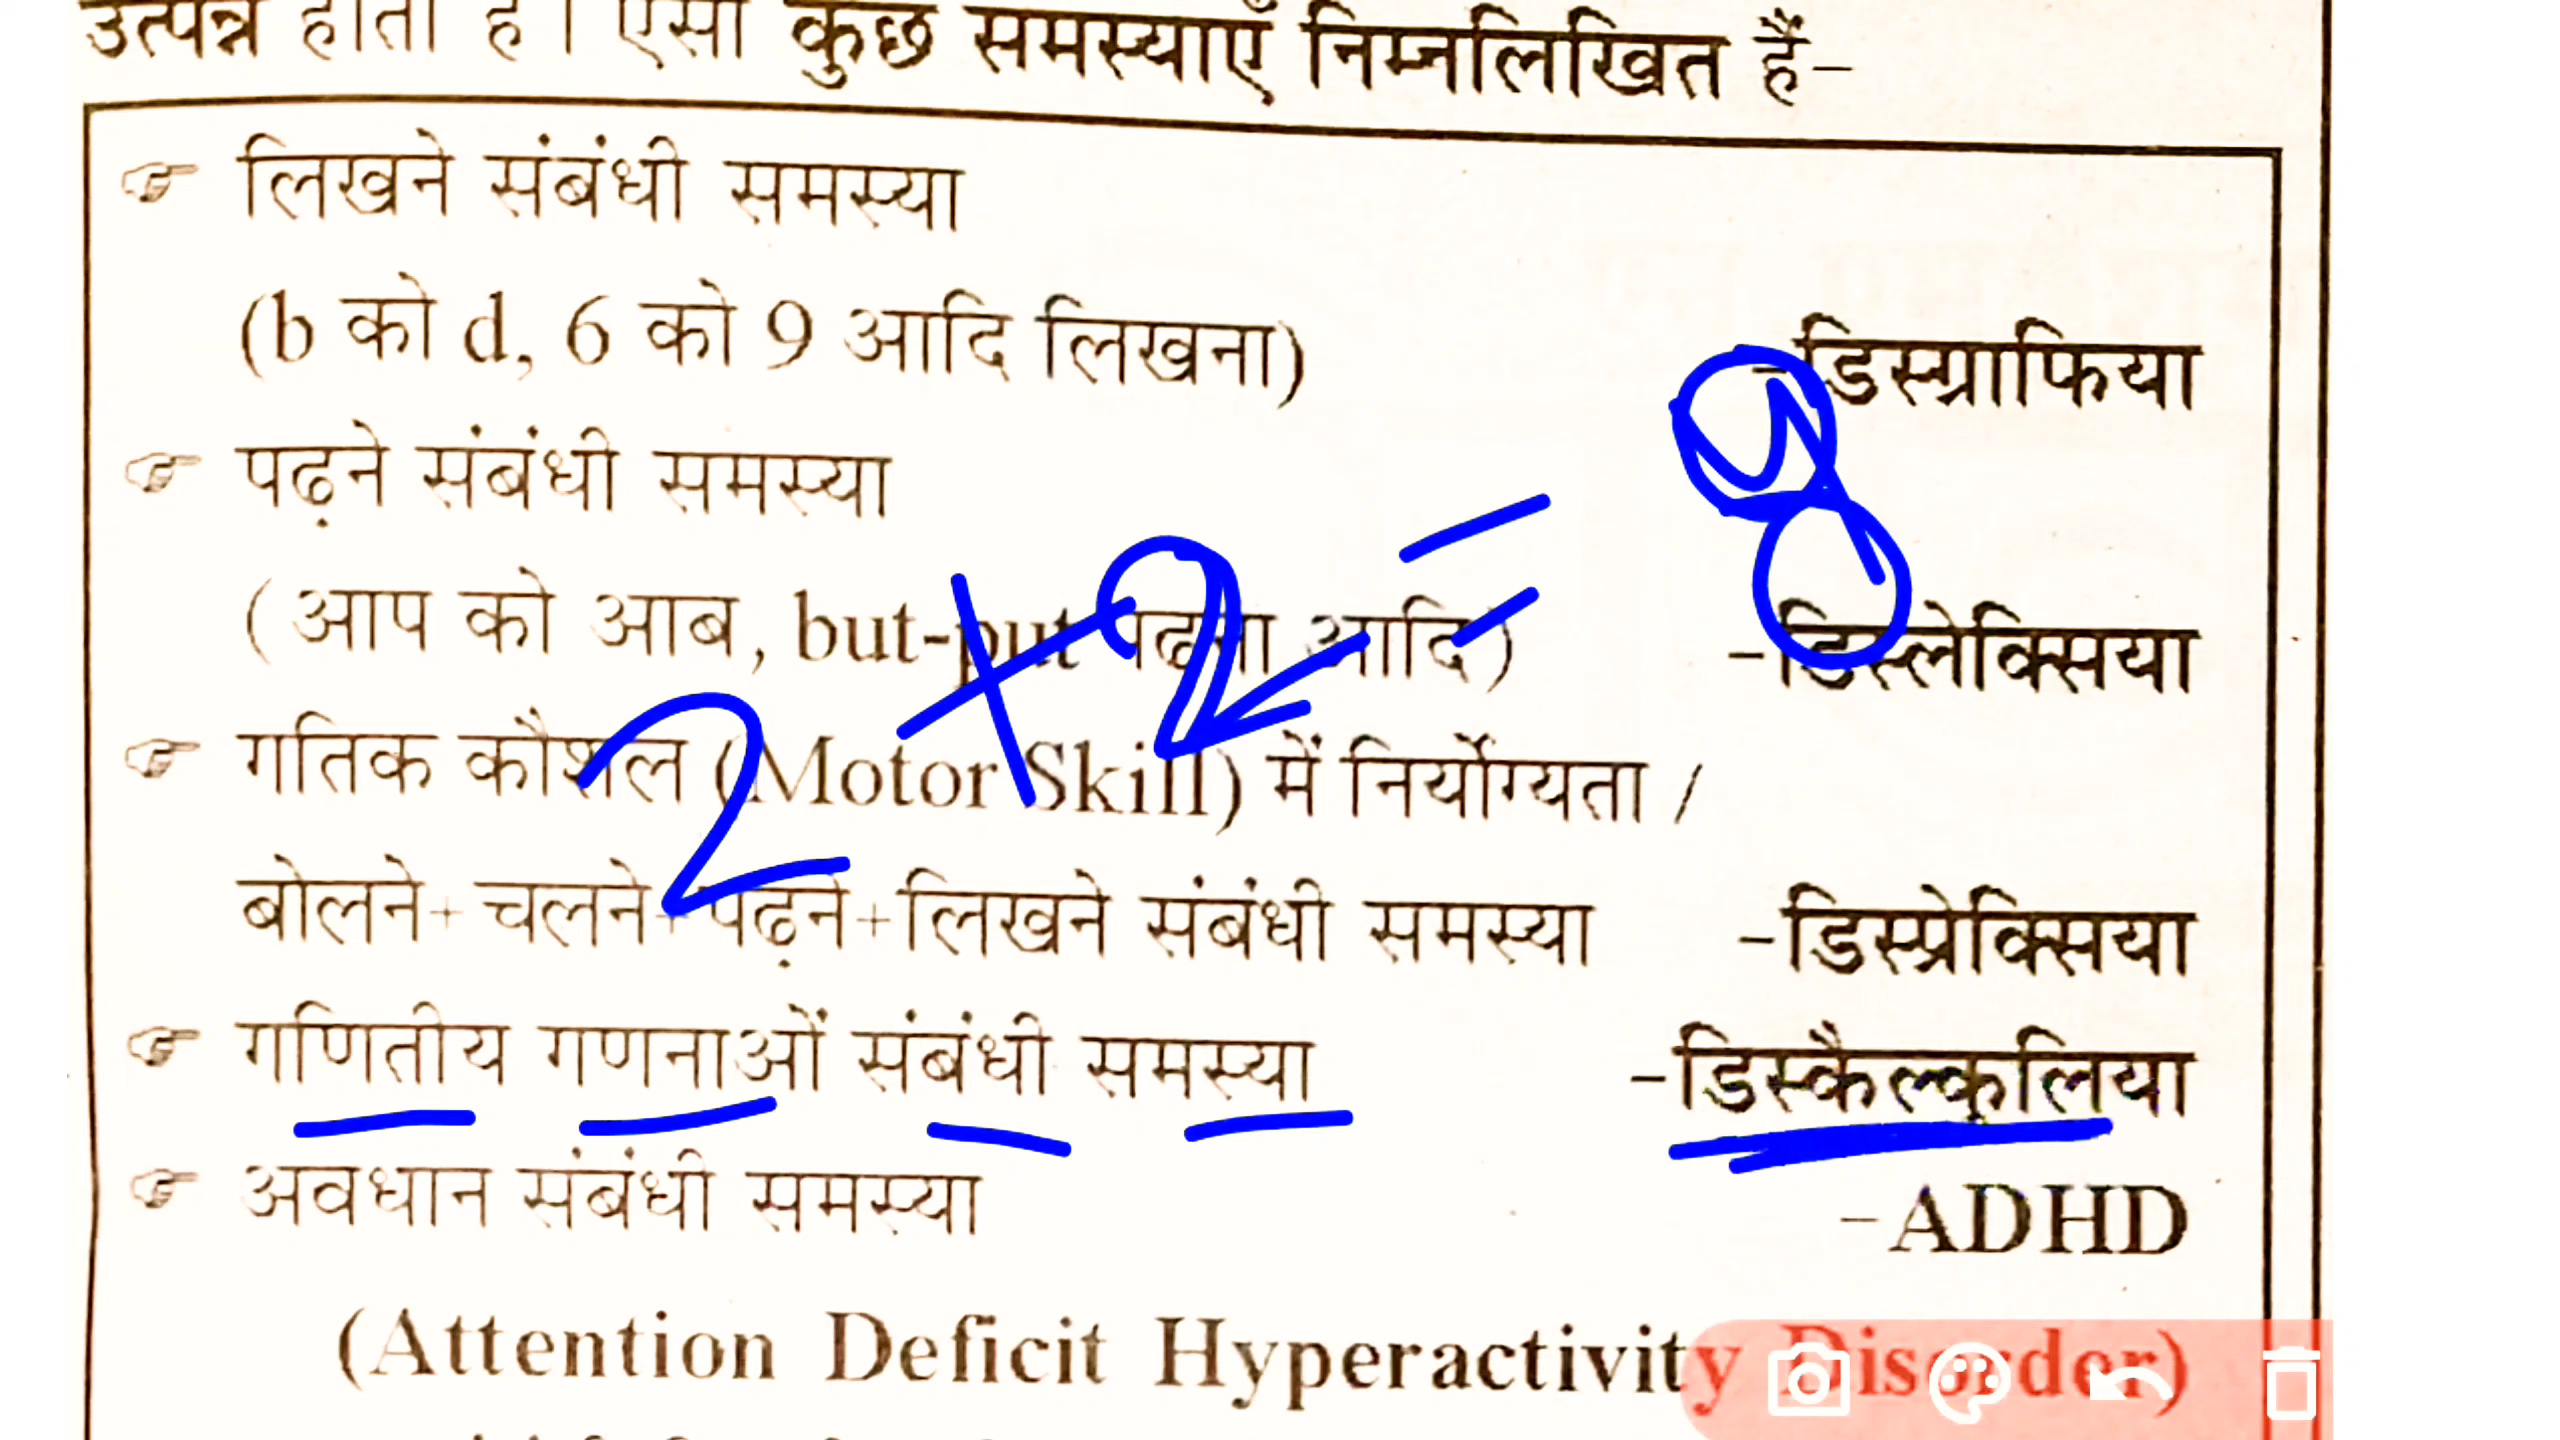 उत्पन्न होता है। ऐसी कुछ समस्याएँ निम्नलिखित हैं–
लिखने संबंधी समस्या
(b को d, 6 को 9 आदि लिखना) –डिस्ग्राफिया
पढ़ने संबंधी समस्या
( आप को आब, but-put पढ़ना आदि) –डिस्लेक्सिया
2 + 2 =
गतिक कौशल (Motor Skill) में निर्योग्यता /
बोलने+चलने+पढ़ने+लिखने संबंधी समस्या –डिस्प्रेक्सिया
गणितीय गणनाओं संबंधी समस्या –डिस्कैल्कुलिया
अवधान संबंधी समस्या –ADHD
(Attention Deficit Hyperactivity Disorder)